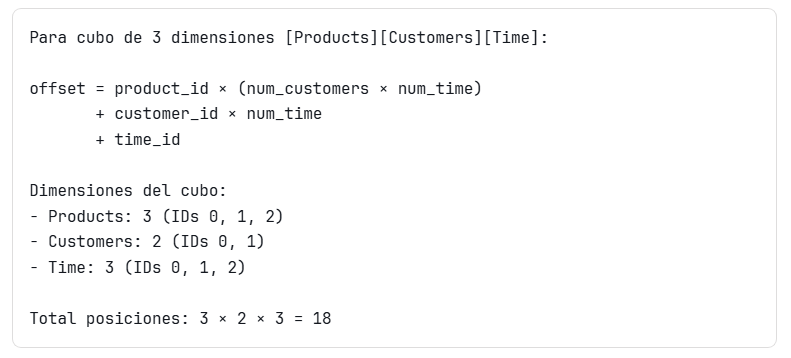 Para cubo de 3 dimensiones [Products][Customers][Time]:
offset = product_id × (num_customers × num_time)
+ customer_id × num_time
+ time_id
Dimensiones del cubo:
- Products: 3 (IDs 0, 1, 2)
- Customers: 2 (IDs 0, 1)
- Time: 3 (IDs 0, 1, 2)
Total posiciones: 3 × 2 × 3 = 18